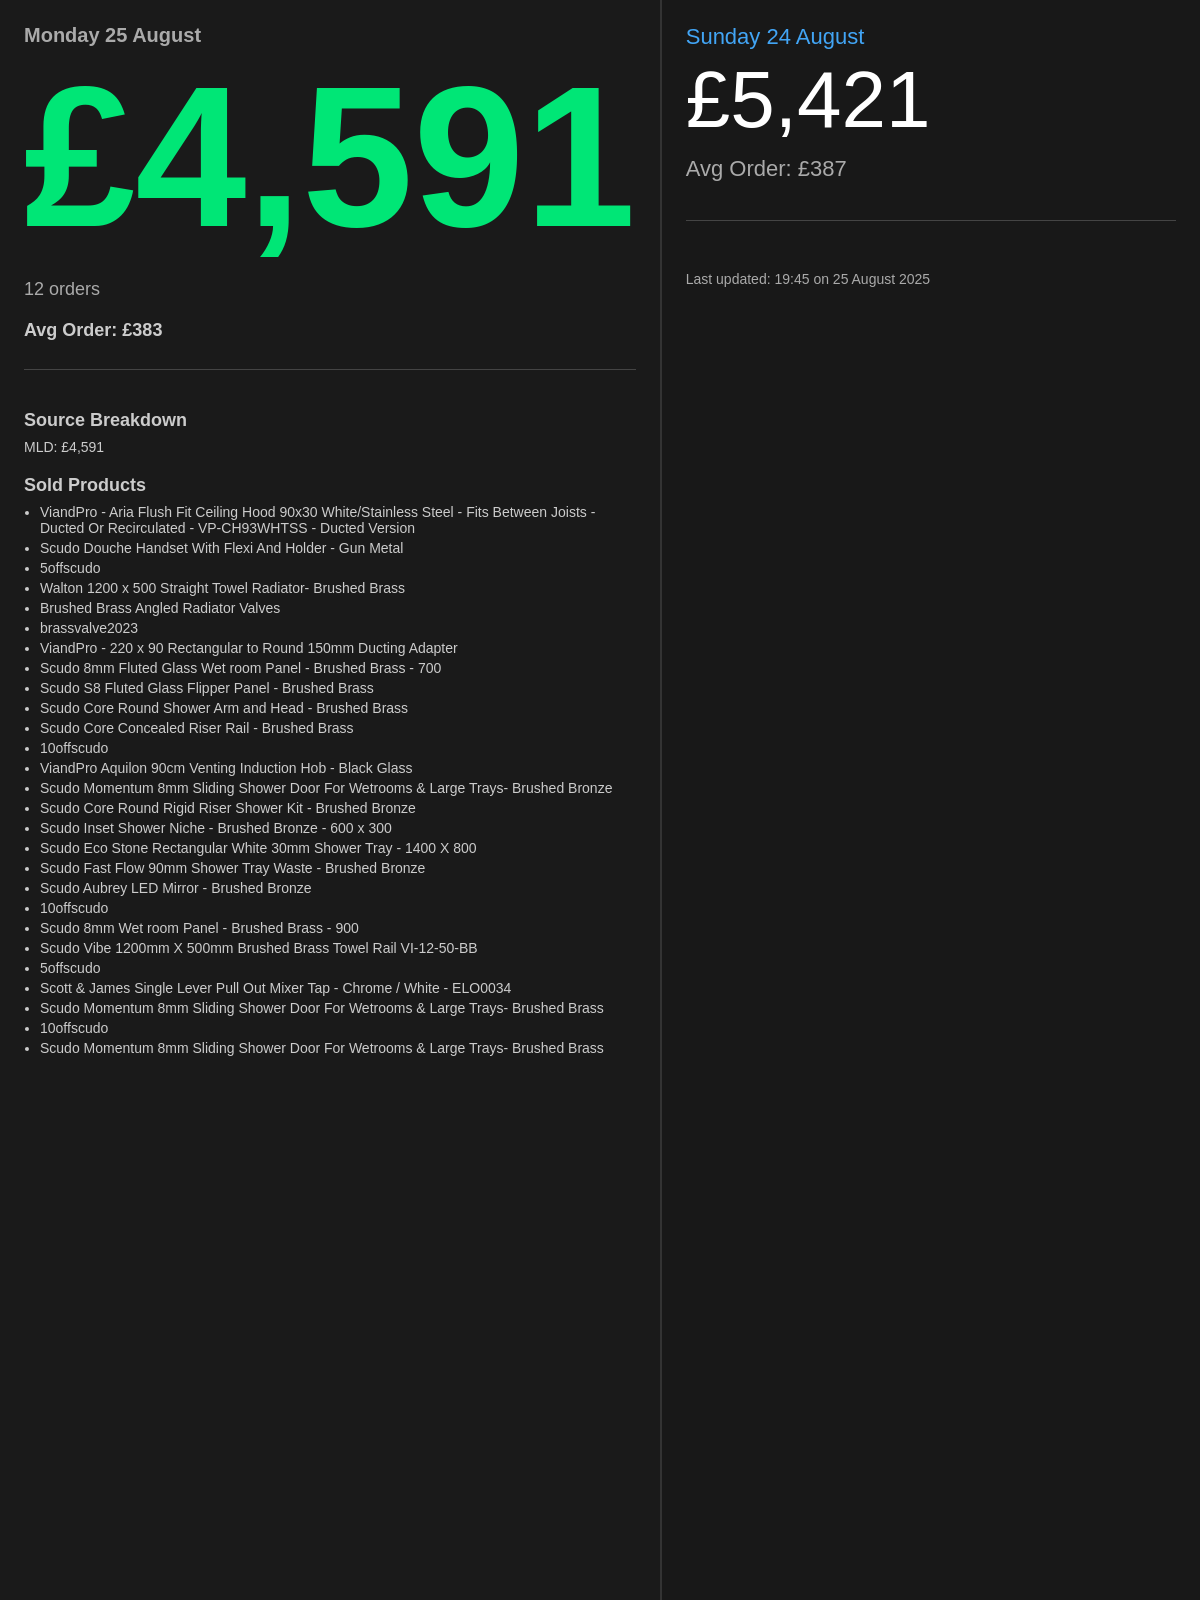 Monday 25 August
£4,591
12 orders
Avg Order: £383
Source Breakdown
MLD: £4,591
Sold Products
• ViandPro - Aria Flush Fit Ceiling Hood 90x30 White/Stainless Steel - Fits Between Joists -
Ducted Or Recirculated - VP-CH93WHTSS - Ducted Version
• Scudo Douche Handset With Flexi And Holder - Gun Metal
• 5offscudo
• Walton 1200 x 500 Straight Towel Radiator- Brushed Brass
• Brushed Brass Angled Radiator Valves
• brassvalve2023
• ViandPro - 220 x 90 Rectangular to Round 150mm Ducting Adapter
• Scudo 8mm Fluted Glass Wet room Panel - Brushed Brass - 700
• Scudo S8 Fluted Glass Flipper Panel - Brushed Brass
• Scudo Core Round Shower Arm and Head - Brushed Brass
• Scudo Core Concealed Riser Rail - Brushed Brass
• 10offscudo
• ViandPro Aquilon 90cm Venting Induction Hob - Black Glass
• Scudo Momentum 8mm Sliding Shower Door For Wetrooms & Large Trays- Brushed Bronze
• Scudo Core Round Rigid Riser Shower Kit - Brushed Bronze
• Scudo Inset Shower Niche - Brushed Bronze - 600 x 300
• Scudo Eco Stone Rectangular White 30mm Shower Tray - 1400 X 800
• Scudo Fast Flow 90mm Shower Tray Waste - Brushed Bronze
• Scudo Aubrey LED Mirror - Brushed Bronze
• 10offscudo
• Scudo 8mm Wet room Panel - Brushed Brass - 900
• Scudo Vibe 1200mm X 500mm Brushed Brass Towel Rail VI-12-50-BB
• 5offscudo
• Scott & James Single Lever Pull Out Mixer Tap - Chrome / White - ELO0034
• Scudo Momentum 8mm Sliding Shower Door For Wetrooms & Large Trays- Brushed Brass
• 10offscudo
• Scudo Momentum 8mm Sliding Shower Door For Wetrooms & Large Trays- Brushed Brass
Sunday 24 August
£5,421
Avg Order: £387
Last updated: 19:45 on 25 August 2025